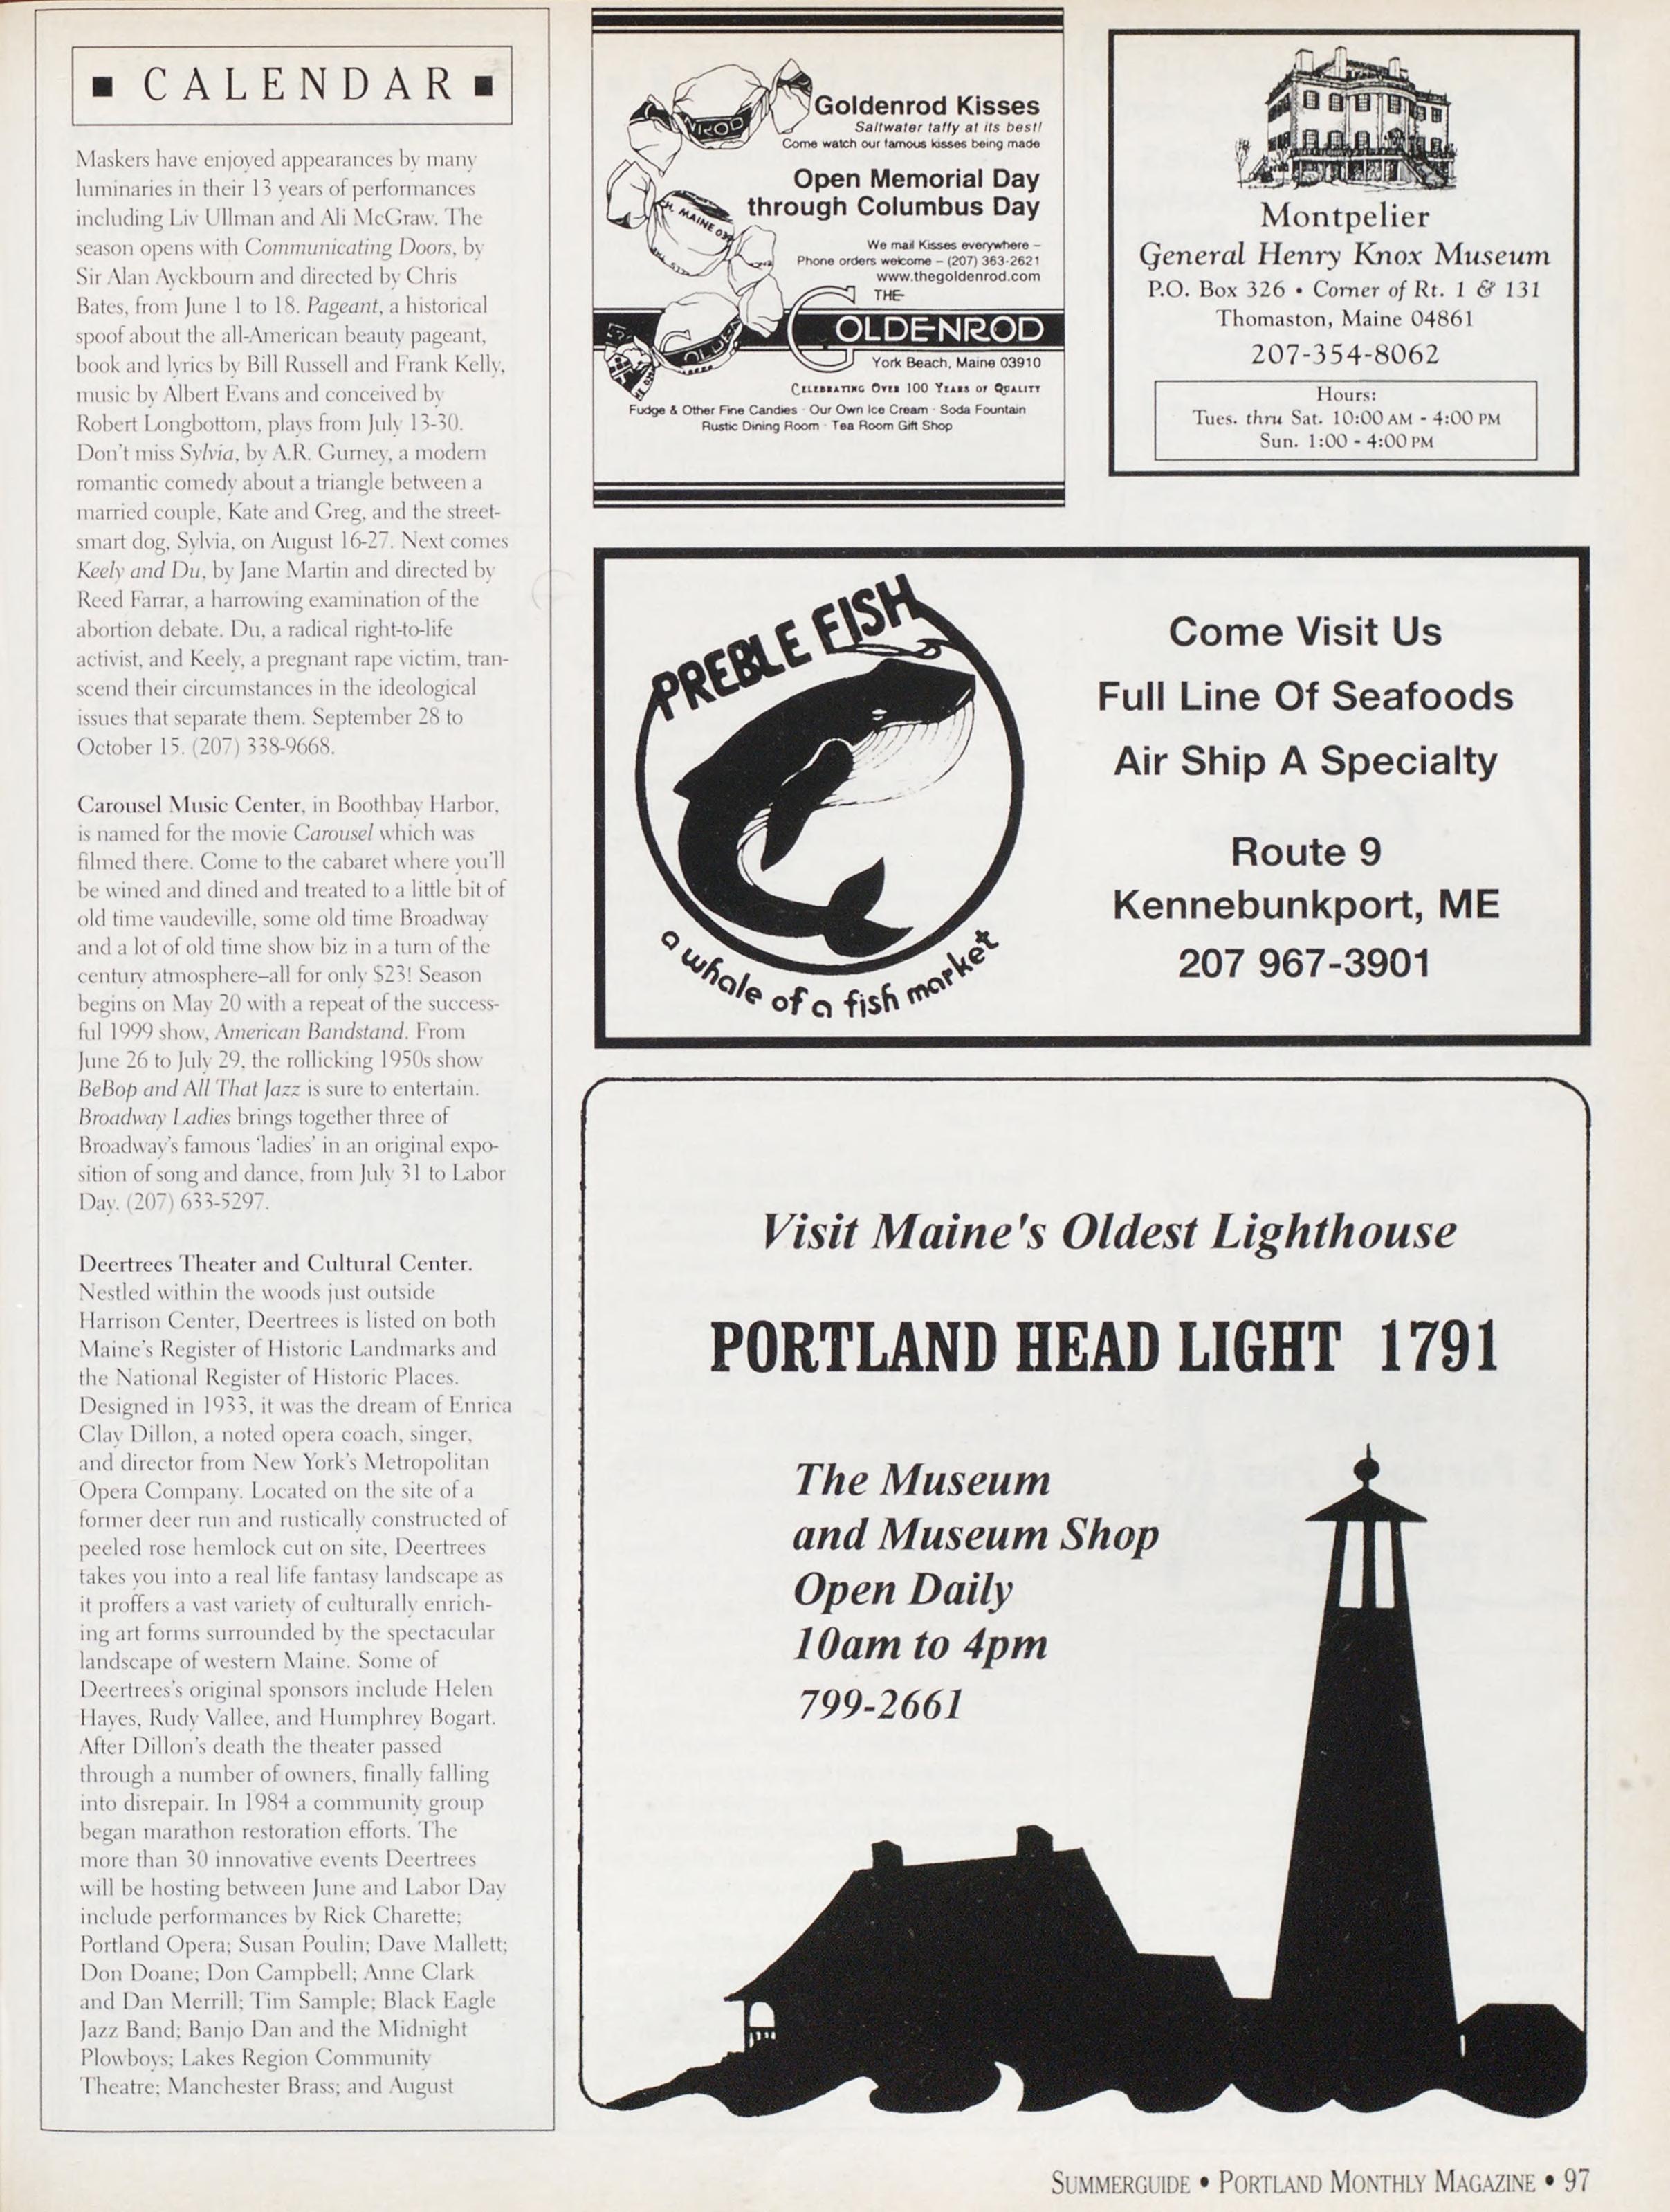 ▪ CALENDAR ▪
Maskers have enjoyed appearances by many
luminaries in their 13 years of performances
including Liv Ullman and Ali McGraw. The
season opens with Communicating Doors, by
Sir Alan Ayckbourn and directed by Chris
Bates, from June 1 to 18. Pageant, a historical
spoof about the all-American beauty pageant,
book and lyrics by Bill Russell and Frank Kelly,
music by Albert Evans and conceived by
Robert Longbottom, plays from July 13-30.
Don't miss Sylvia, by A.R. Gurney, a modern
romantic comedy about a triangle between a
married couple, Kate and Greg, and the street-
smart dog, Sylvia, on August 16-27. Next comes
Keely and Du, by Jane Martin and directed by
Reed Farrar, a harrowing examination of the
abortion debate. Du, a radical right-to-life
activist, and Keely, a pregnant rape victim, tran-
scend their circumstances in the ideological
issues that separate them. September 28 to
October 15. (207) 338-9668.
Carousel Music Center, in Boothbay Harbor,
is named for the movie Carousel which was
filmed there. Come to the cabaret where you'll
be wined and dined and treated to a little bit of
old time vaudeville, some old time Broadway
and a lot of old time show biz in a turn of the
century atmosphere–all for only $23! Season
begins on May 20 with a repeat of the success-
ful 1999 show, American Bandstand. From
June 26 to July 29, the rollicking 1950s show
BeBop and All That Jazz is sure to entertain.
Broadway Ladies brings together three of
Broadway's famous 'ladies' in an original expo-
sition of song and dance, from July 31 to Labor
Day. (207) 633-5297.
Deertrees Theater and Cultural Center.
Nestled within the woods just outside
Harrison Center, Deertrees is listed on both
Maine's Register of Historic Landmarks and
the National Register of Historic Places.
Designed in 1933, it was the dream of Enrica
Clay Dillon, a noted opera coach, singer,
and director from New York's Metropolitan
Opera Company. Located on the site of a
former deer run and rustically constructed of
peeled rose hemlock cut on site, Deertrees
takes you into a real life fantasy landscape as
it proffers a vast variety of culturally enrich-
ing art forms surrounded by the spectacular
landscape of western Maine. Some of
Deertrees's original sponsors include Helen
Hayes, Rudy Vallee, and Humphrey Bogart.
After Dillon's death the theater passed
through a number of owners, finally falling
into disrepair. In 1984 a community group
began marathon restoration efforts. The
more than 30 innovative events Deertrees
will be hosting between June and Labor Day
include performances by Rick Charette;
Portland Opera; Susan Poulin; Dave Mallett;
Don Doane; Don Campbell; Anne Clark
and Dan Merrill; Tim Sample; Black Eagle
Jazz Band; Banjo Dan and the Midnight
Plowboys; Lakes Region Community
Theatre; Manchester Brass; and August
Goldenrod Kisses
Saltwater taffy at its best!
Come watch our famous kisses being made
Open Memorial Day
through Columbus Day
We mail Kisses everywhere –
Phone orders welcome – (207) 363-2621
www.thegoldenrod.com
THE
GOLDENROD
York Beach, Maine 03910
Celebrating Over 100 Years of Quality
Fudge & Other Fine Candies · Our Own Ice Cream · Soda Fountain
Rustic Dining Room · Tea Room Gift Shop
Montpelier
General Henry Knox Museum
P.O. Box 326 • Corner of Rt. 1 & 131
Thomaston, Maine 04861
207-354-8062
Hours:
Tues. thru Sat. 10:00 AM - 4:00 PM
Sun. 1:00 - 4:00 PM
PREBLE FISH
a whale of a fish market
Come Visit Us
Full Line Of Seafoods
Air Ship A Specialty
Route 9
Kennebunkport, ME
207 967-3901
Visit Maine's Oldest Lighthouse
PORTLAND HEAD LIGHT 1791
The Museum
and Museum Shop
Open Daily
10am to 4pm
799-2661
Summerguide • Portland Monthly Magazine • 97